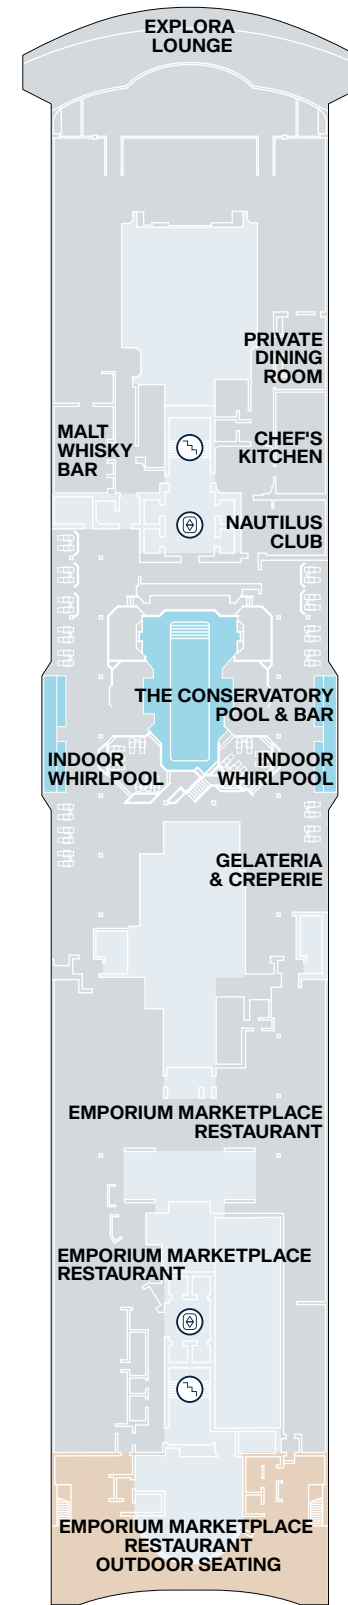 EXPLORA
LOUNGE
PRIVATE
DINING
ROOM
MALT
WHISKY
BAR
CHEF'S
KITCHEN
NAUTILUS
CLUB
THE CONSERVATORY
POOL & BAR
INDOOR
WHIRLPOOL
INDOOR
WHIRLPOOL
GELATERIA
& CREPERIE
EMPORIUM MARKETPLACE
RESTAURANT
EMPORIUM MARKETPLACE
RESTAURANT
EMPORIUM MARKETPLACE
RESTAURANT
OUTDOOR SEATING